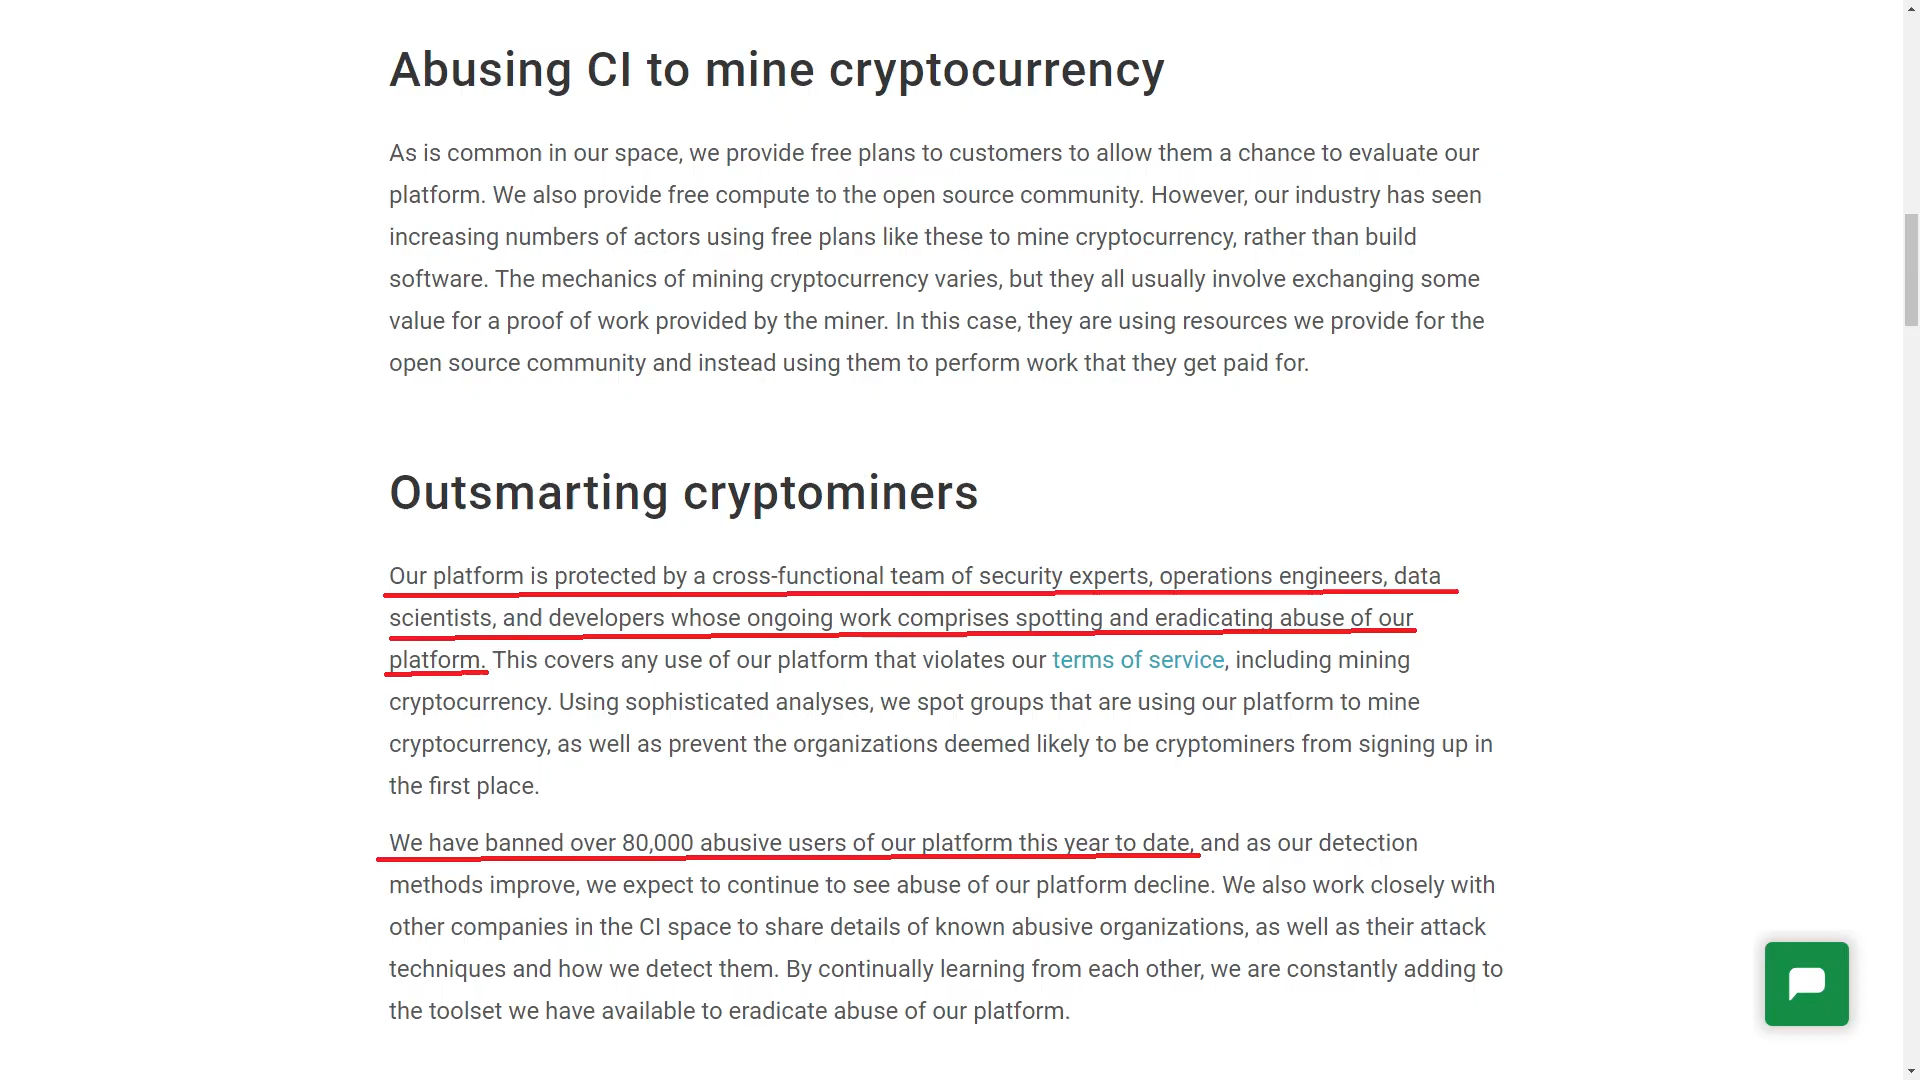 Abusing CI to mine cryptocurrency
As is common in our space, we provide free plans to customers to allow them a chance to evaluate our
platform. We also provide free compute to the open source community. However, our industry has seen
increasing numbers of actors using free plans like these to mine cryptocurrency, rather than build
software. The mechanics of mining cryptocurrency varies, but they all usually involve exchanging some
value for a proof of work provided by the miner. In this case, they are using resources we provide for the
open source community and instead using them to perform work that they get paid for.
Outsmarting cryptominers
Our platform is protected by a cross-functional team of security experts, operations engineers, data
scientists, and developers whose ongoing work comprises spotting and eradicating abuse of our
platform. This covers any use of our platform that violates our terms of service, including mining
cryptocurrency. Using sophisticated analyses, we spot groups that are using our platform to mine
cryptocurrency, as well as prevent the organizations deemed likely to be cryptominers from signing up in
the first place.
We have banned over 80,000 abusive users of our platform this year to date, and as our detection
methods improve, we expect to continue to see abuse of our platform decline. We also work closely with
other companies in the CI space to share details of known abusive organizations, as well as their attack
techniques and how we detect them. By continually learning from each other, we are constantly adding to
the toolset we have available to eradicate abuse of our platform.